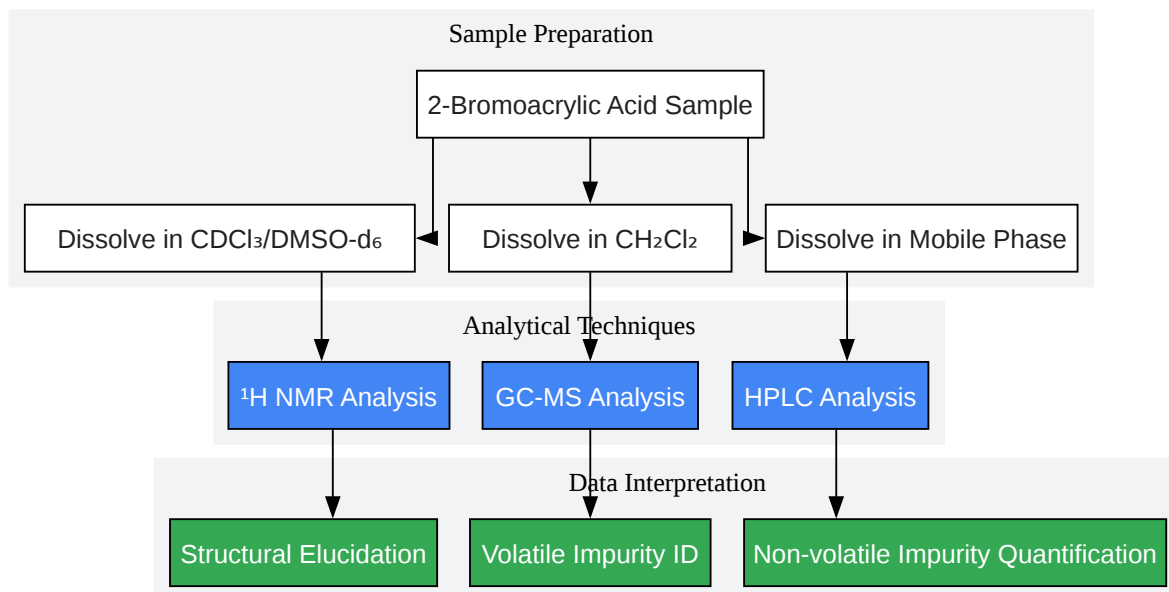 Sample Preparation
2-Bromoacrylic Acid Sample
Dissolve in CDCl₃/DMSO-d₆
Dissolve in CH₂Cl₂
Dissolve in Mobile Phase
Analytical Techniques
¹H NMR Analysis
GC-MS Analysis
HPLC Analysis
Data Interpretation
Structural Elucidation
Volatile Impurity ID
Non-volatile Impurity Quantification